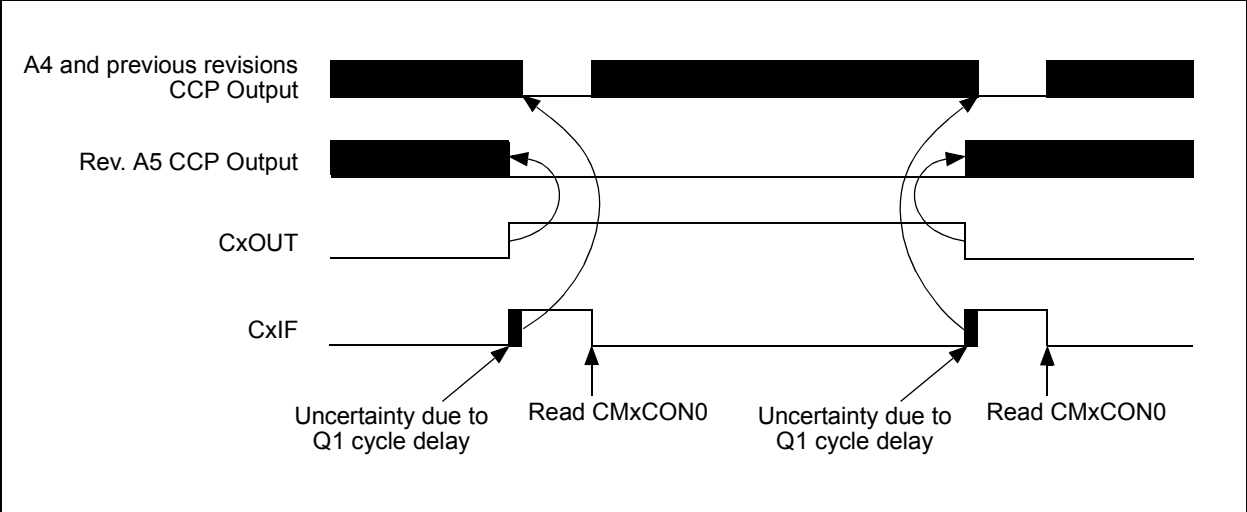 A4 and previous revisions
CCP Output
Rev. A5 CCP Output
CxOUT
CxIF
Uncertainty due to
Q1 cycle delay
Read CMxCON0
Uncertainty due to
Q1 cycle delay
Read CMxCON0